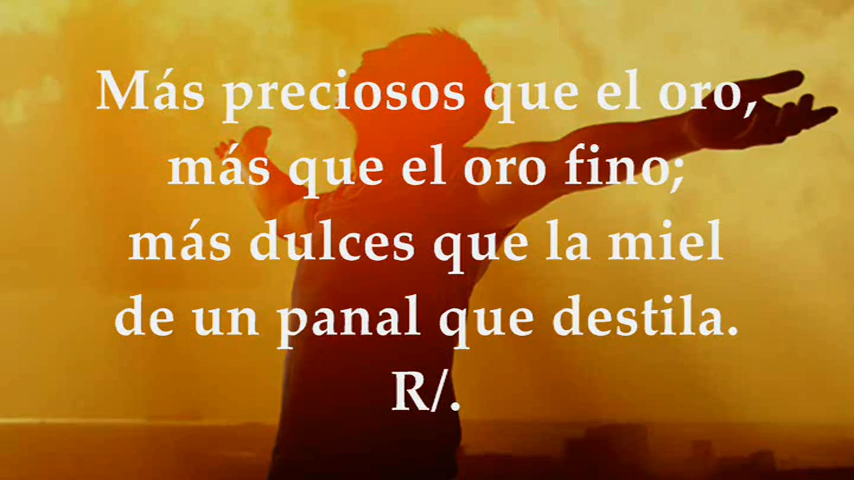 Más preciosos que el oro,
más que el oro fino;
más dulces que la miel
de un panal que destila.
R/.